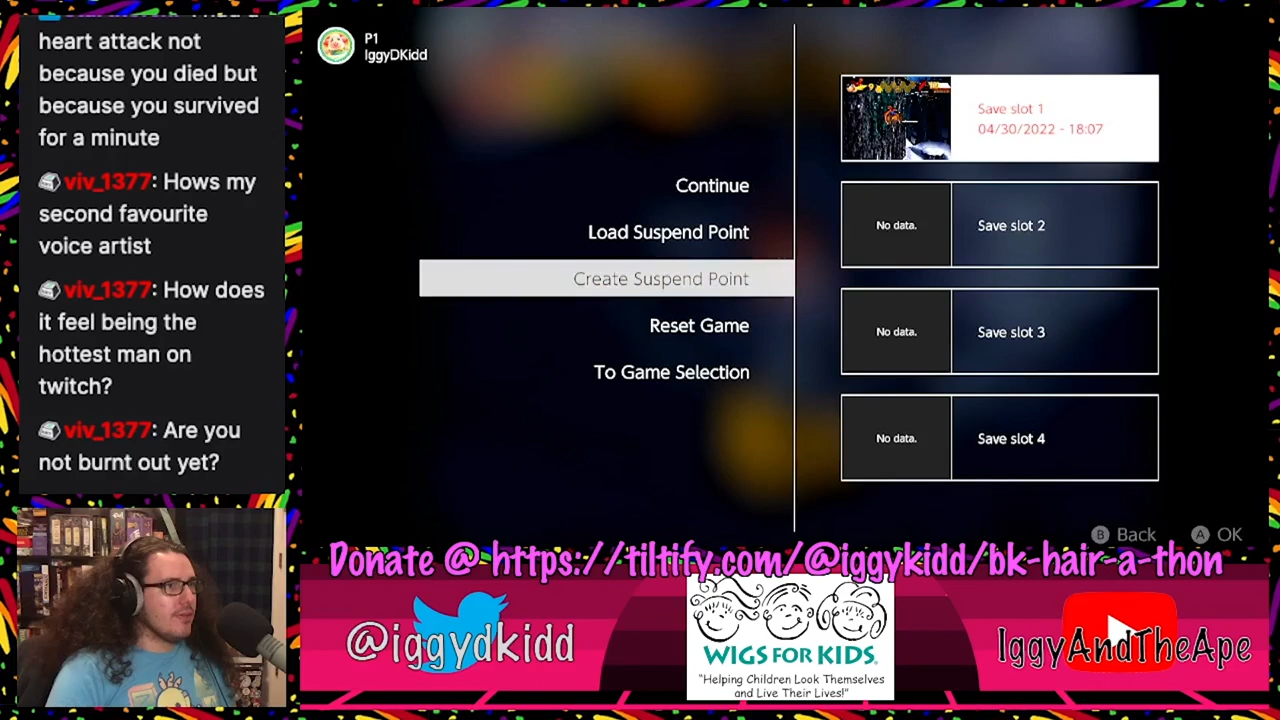 heart attack not
because you died but
because you survived
for a minute
viv_1377: Hows my
second favourite
voice artist
viv_1377: How does
it feel being the
hottest man on
twitch?
viv_1377: Are you
not burnt out yet?
P1
IggyDKidd
Continue
Load Suspend Point
Create Suspend Point
Reset Game
To Game Selection
Save slot 1
04/30/2022 - 18:07
No data.
Save slot 2
No data.
Save slot 3
No data.
Save slot 4
B Back A OK
Donate @ https://tiltify.com/@iggykidd/bk-hair-a-thon
@iggydkidd
WIGS FOR KIDS®
"Helping Children Look Themselves
and Live Their Lives!"
IggyAndTheApe